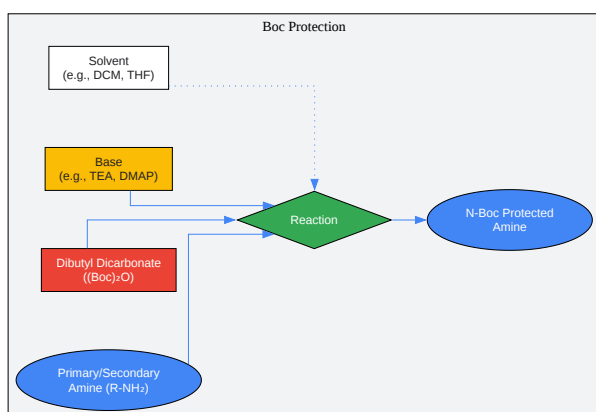 Boc Protection
Solvent
(e.g., DCM, THF)
Base
(e.g., TEA, DMAP)
Reaction
N-Boc Protected
Amine
Dibutyl Dicarbonate
((Boc)₂O)
Primary/Secondary
Amine (R-NH₂)